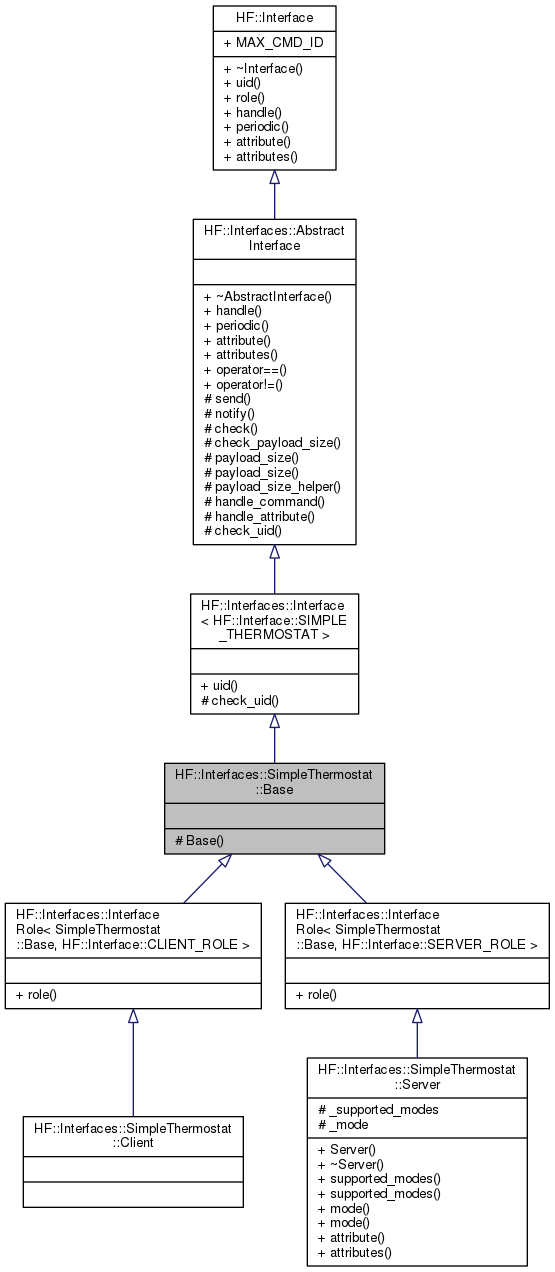 HF::Interface
+ MAX_CMD_ID
+ ~Interface()
+ uid()
+ role()
+ handle()
+ periodic()
+ attribute()
+ attributes()
HF::Interfaces::Abstract
Interface
+ ~AbstractInterface()
+ handle()
+ periodic()
+ attribute()
+ attributes()
+ operator==()
+ operator!=()
# send()
# notify()
# check()
# check_payload_size()
# payload_size()
# payload_size()
# payload_size_helper()
# handle_command()
# handle_attribute()
# check_uid()
HF::Interfaces::Interface
< HF::Interface::SIMPLE
_THERMOSTAT >
+ uid()
# check_uid()
HF::Interfaces::SimpleThermostat
::Base
# Base()
HF::Interfaces::Interface
Role< SimpleThermostat
::Base, HF::Interface::CLIENT_ROLE >
+ role()
HF::Interfaces::Interface
Role< SimpleThermostat
::Base, HF::Interface::SERVER_ROLE >
+ role()
HF::Interfaces::SimpleThermostat
::Client
HF::Interfaces::SimpleThermostat
::Server
# _supported_modes
# _mode
+ Server()
+ ~Server()
+ supported_modes()
+ supported_modes()
+ mode()
+ mode()
+ attribute()
+ attributes()